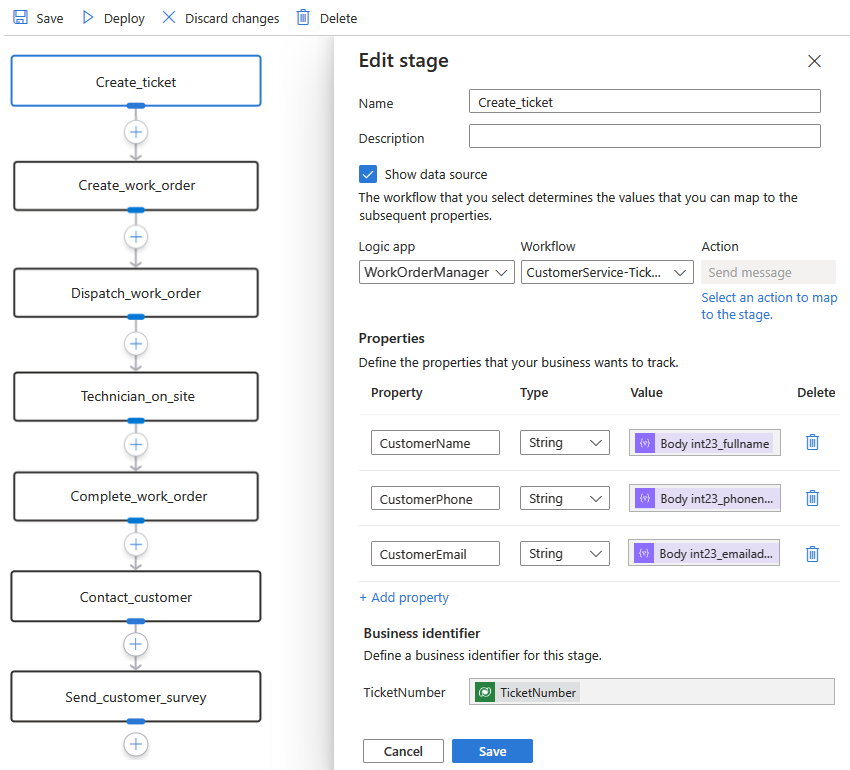 Save Deploy Discard changes Delete
Create_ticket
Create_work_order
Dispatch_work_order
Technician_on_site
Complete_work_order
Contact_customer
Send_customer_survey
Edit stage
Name Create_ticket
Description
Show data source
The workflow that you select determines the values that you can map to the
subsequent properties.
Logic app Workflow Action
WorkOrderManager CustomerService-Tick... Send message
Select an action to map
to the stage.
Properties
Define the properties that your business wants to track.
Property Type Value Delete
CustomerName String Body int23_fullname
CustomerPhone String Body int23_phonen...
CustomerEmail String Body int23_emailad...
+ Add property
Business identifier
Define a business identifier for this stage.
TicketNumber TicketNumber
Cancel Save